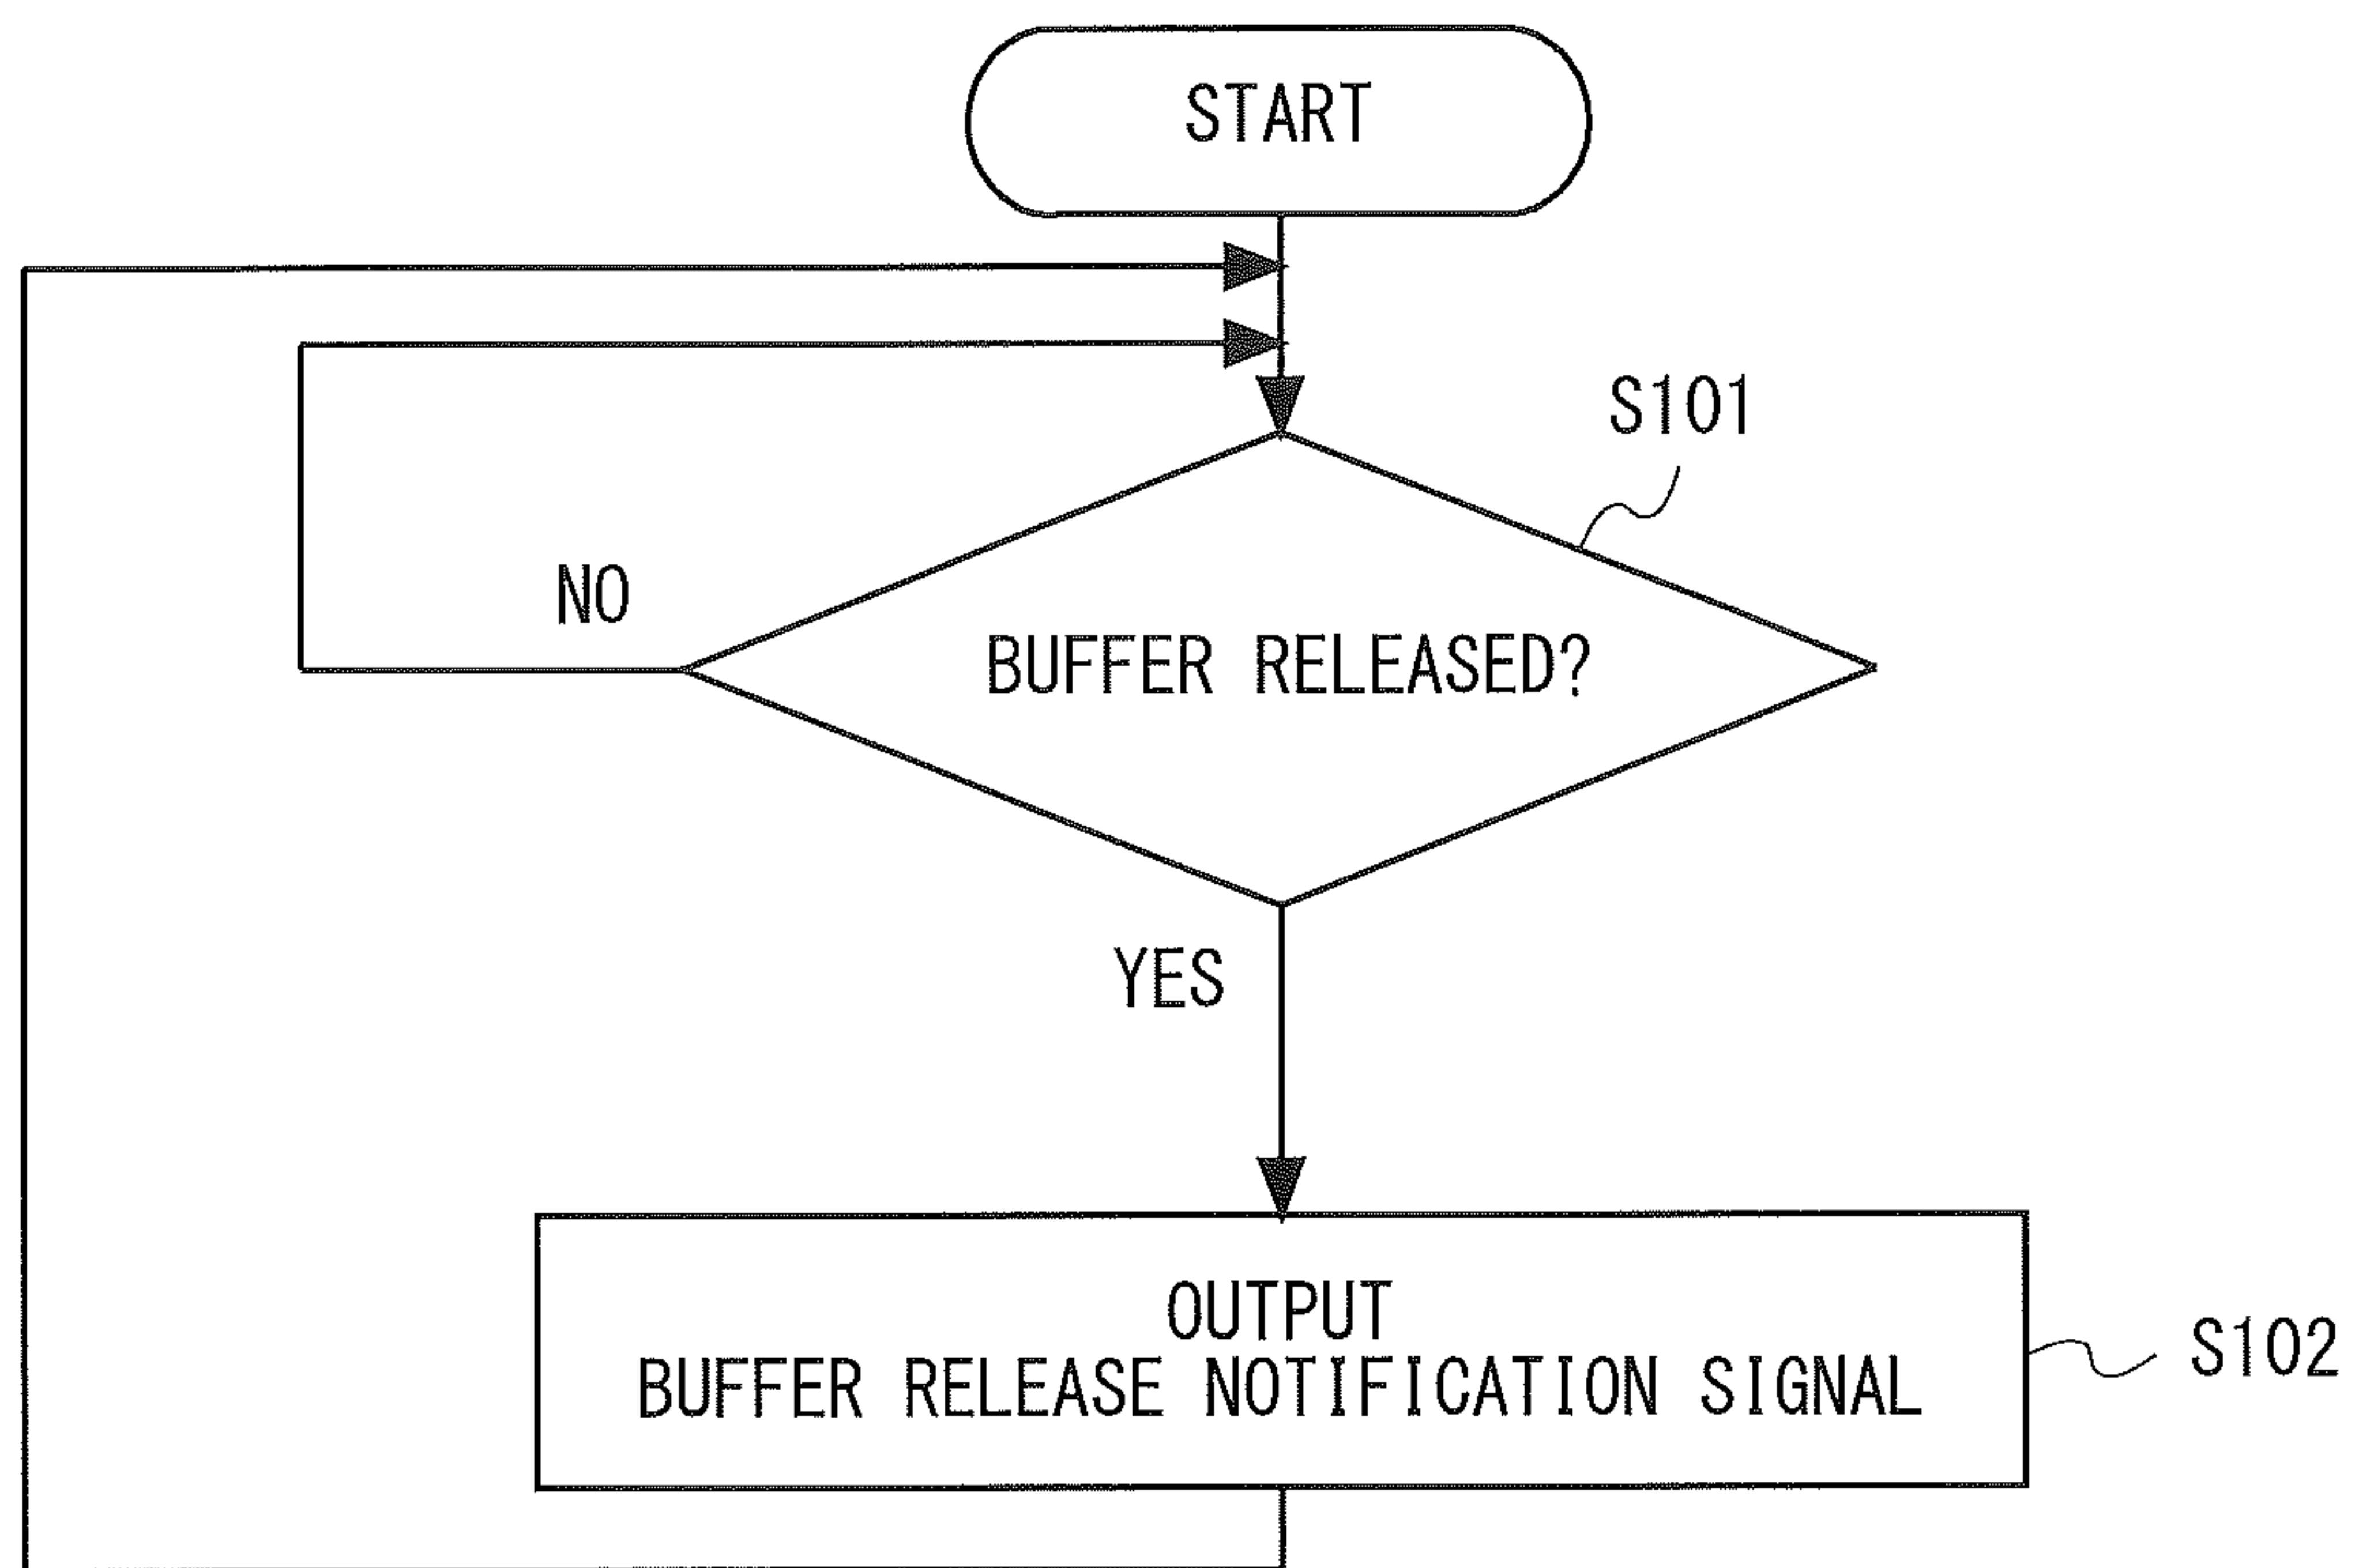 START
S101
NO
BUFFER RELEASED?
YES
OUTPUT
BUFFER RELEASE NOTIFICATION SIGNAL
S102